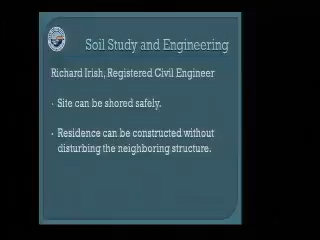 Soil Study and Engineering
Richard Irish, Registered Civil Engineer
• Site can be shored safely.
• Residence can be constructed without
disturbing the neighboring structure.